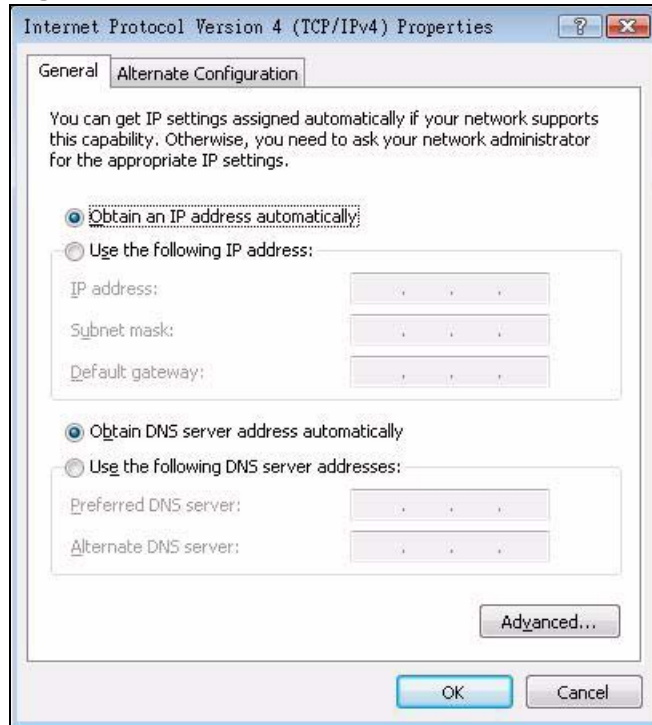 Internet Protocol Version 4 (TCP/IPv4) Properties
General
Alternate Configuration
You can get IP settings assigned automatically if your network supports
this capability. Otherwise, you need to ask your network administrator
for the appropriate IP settings.
Obtain an IP address automatically
Use the following IP address:
IP address:
Subnet mask:
Default gateway:
Obtain DNS server address automatically
Use the following DNS server addresses:
Preferred DNS server:
Alternate DNS server:
Advanced...
OK
Cancel